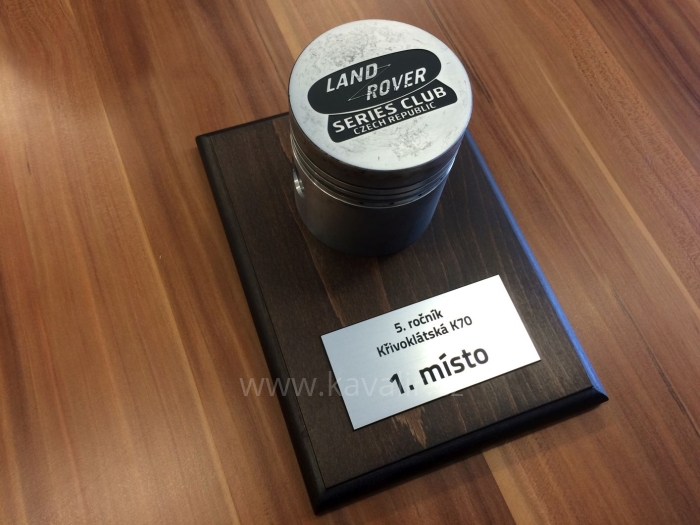 LAND
ROVER
SERIES CLUB
CZECH REPUBLIC
5. ročník
Křivoklátská K70
1. místo